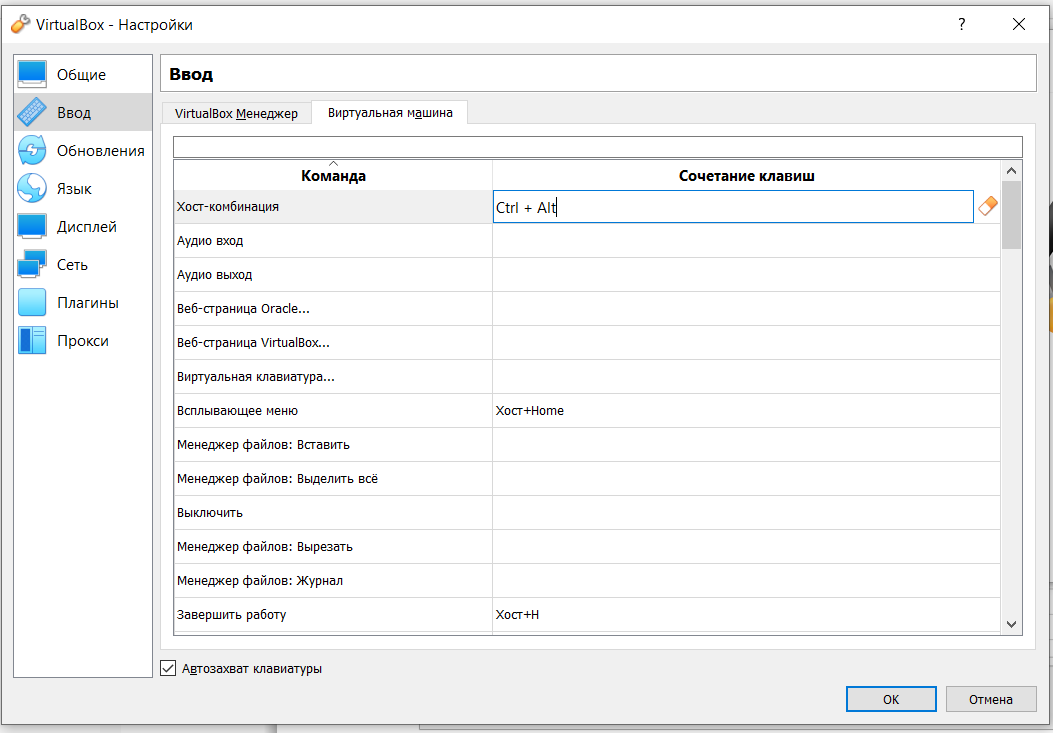 VirtualBox - Настройки
?
Общие
Ввод
Обновления
Язык
Дисплей
Сеть
Плагины
Прокси
Ввод
VirtualBox Менеджер
Виртуальная машина
Команда Сочетание клавиш
Хост-комбинация Ctrl + Alt
Аудио вход
Аудио выход
Веб-страница Oracle...
Веб-страница VirtualBox...
Виртуальная клавиатура...
Всплывающее меню Хост+Home
Менеджер файлов: Вставить
Менеджер файлов: Выделить всё
Выключить
Менеджер файлов: Вырезать
Менеджер файлов: Журнал
Завершить работу Хост+H
Автозахват клавиатуры
OK
Отмена